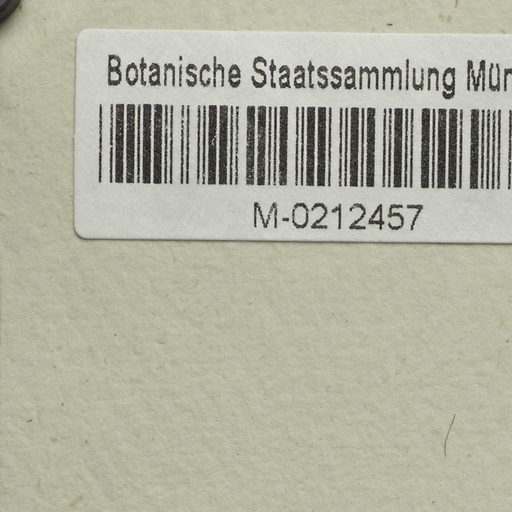 Botanische Staatssammlung Mün
M-0212457